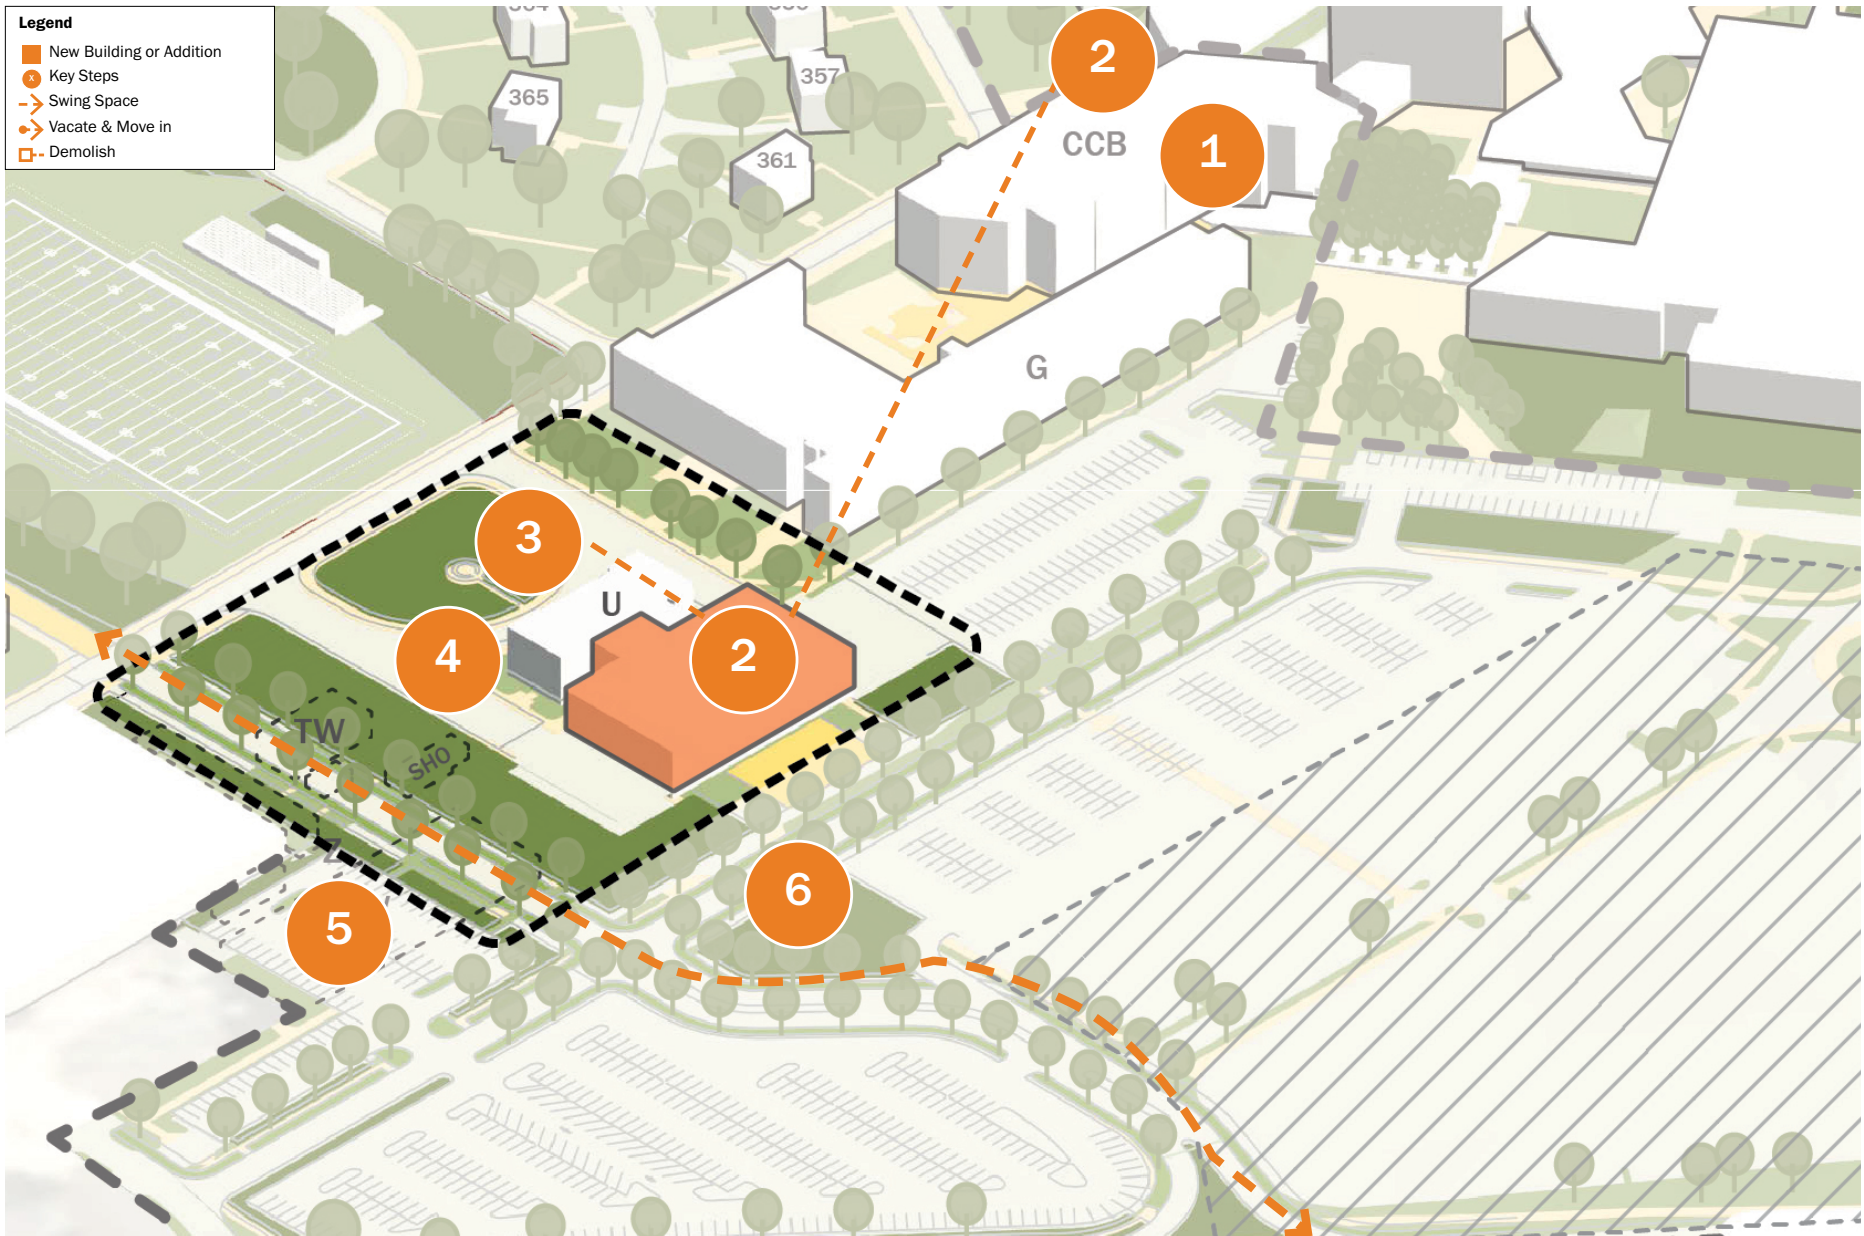 Legend
New Building or Addition
x Key Steps
Swing Space
Vacate & Move in
Demolish
365
357
361
2
CCB
1
G
3
U
4
2
TW
SHO
Z
5
6